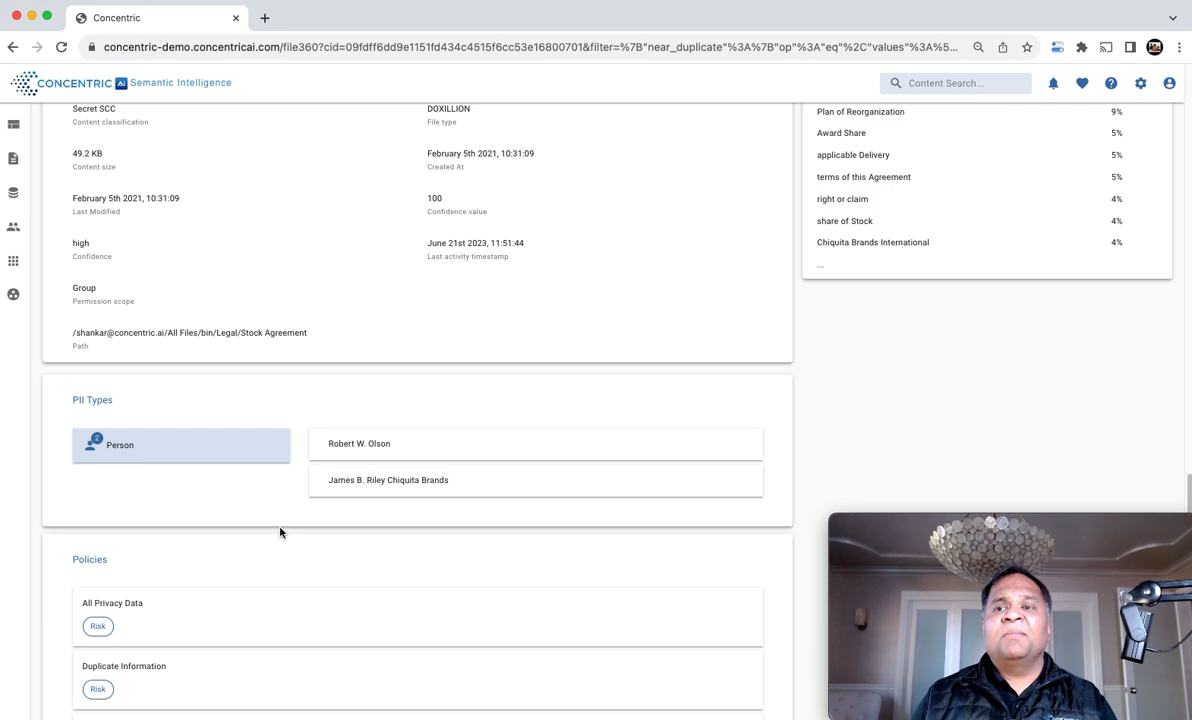 Concentric
concentric-demo.concentricai.com/file360?cid=09fdff6dd9e1151fd434c4515f6cc53e16800701&filter=%7B"near_duplicate"%3A%7B"op"%3A"eq"%2C"values"%3A%5...
CONCENTRIC Ai Semantic Intelligence
Content Search...
Secret SCC
Content classification
DOXILLION
File type
49.2 KB
Content size
February 5th 2021, 10:31:09
Created At
February 5th 2021, 10:31:09
Last Modified
100
Confidence value
high
Confidence
June 21st 2023, 11:51:44
Last activity timestamp
Group
Permission scope
/shankar@concentric.ai/All Files/bin/Legal/Stock Agreement
Path
Plan of Reorganization 9%
Award Share 5%
applicable Delivery 5%
terms of this Agreement 5%
right or claim 4%
share of Stock 4%
Chiquita Brands International 4%
...
PII Types
2
Person
Robert W. Olson
James B. Riley Chiquita Brands
Policies
All Privacy Data
Risk
Duplicate Information
Risk